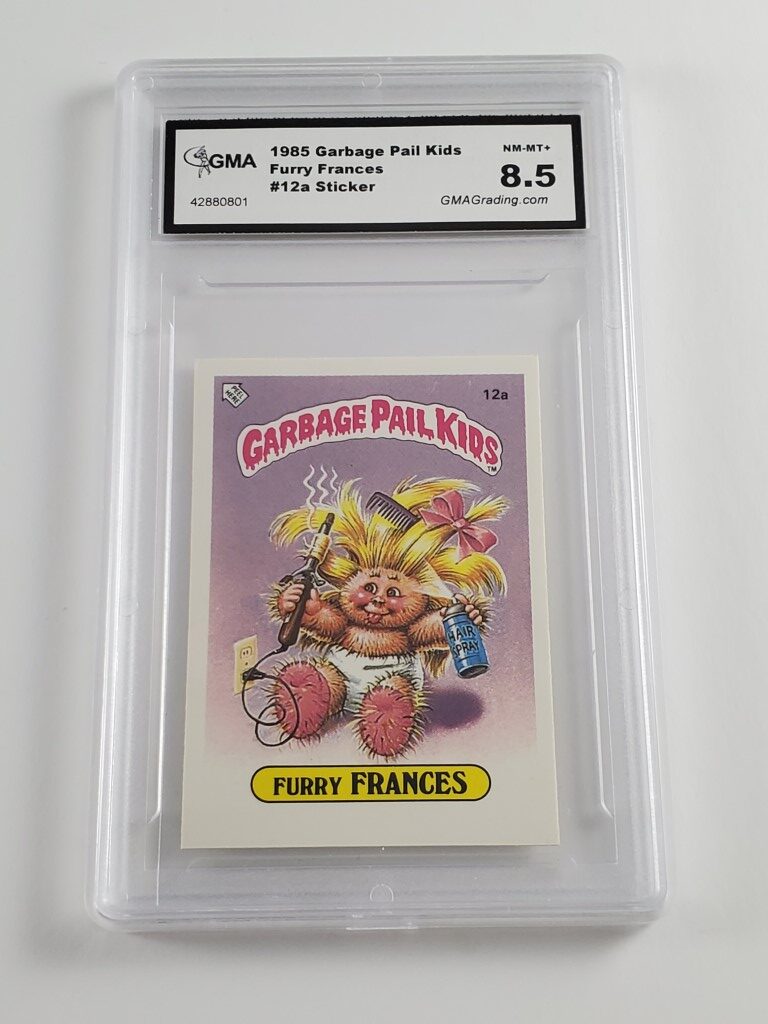 GMA
1985 Garbage Pail Kids
Furry Frances
#12a Sticker
42880801
NM-MT+
8.5
GMAGrading.com
PEEL
HERE
12a
GARBAGE PAIL KIDS
TM
HAIR
SPRAY
FURRY FRANCES